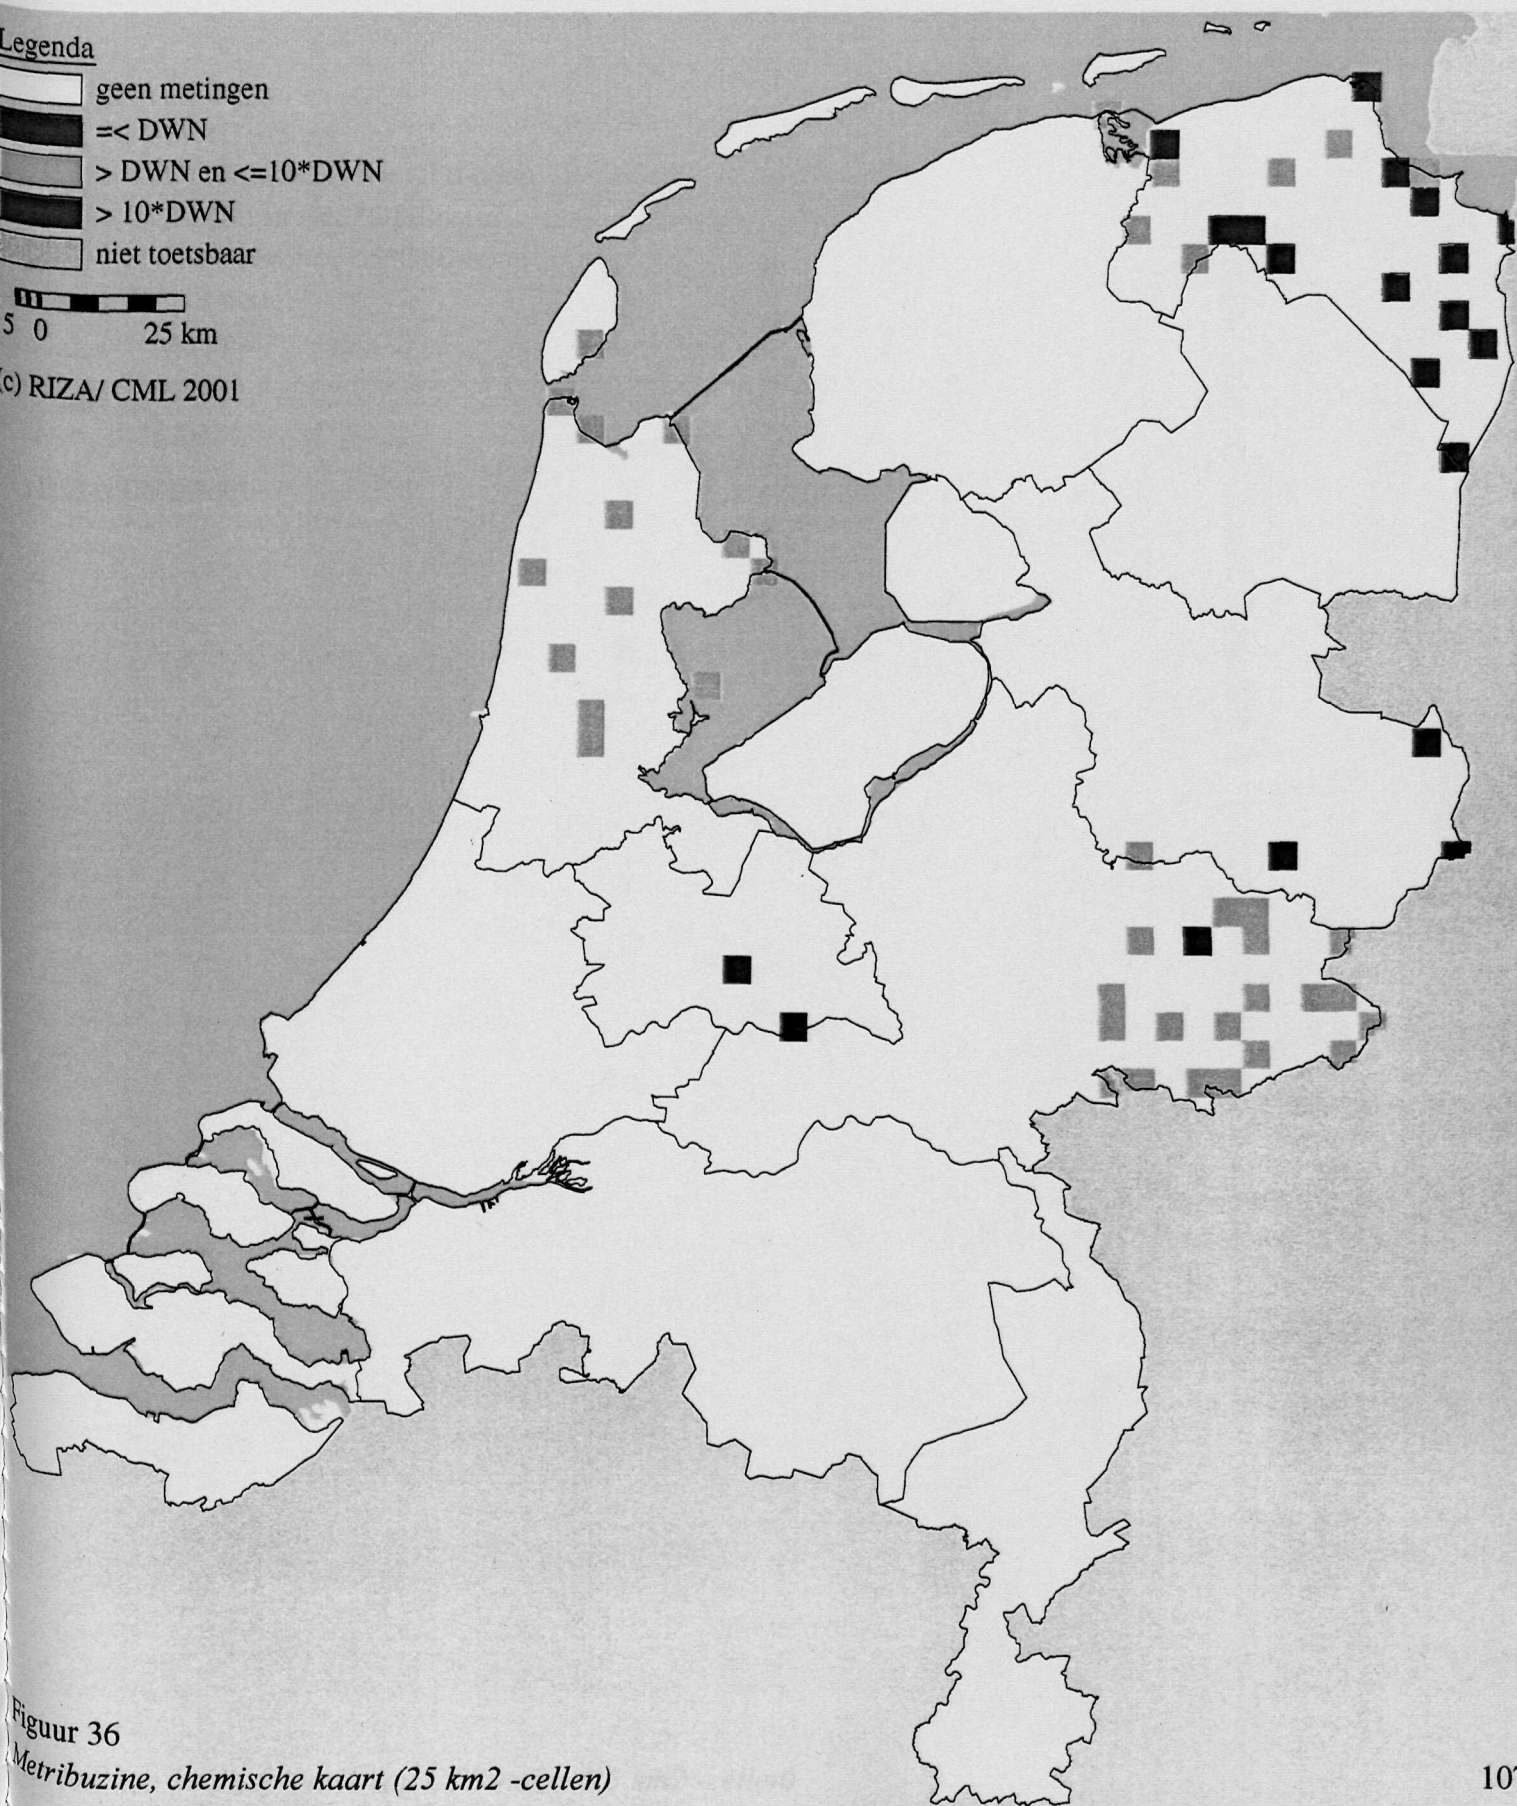 Legenda
geen metingen
=< DWN
> DWN en <=10*DWN
> 10*DWN
niet toetsbaar
5 0 25 km
(c) RIZA/ CML 2001
Figuur 36
Metribuzine, chemische kaart (25 km2 -cellen)